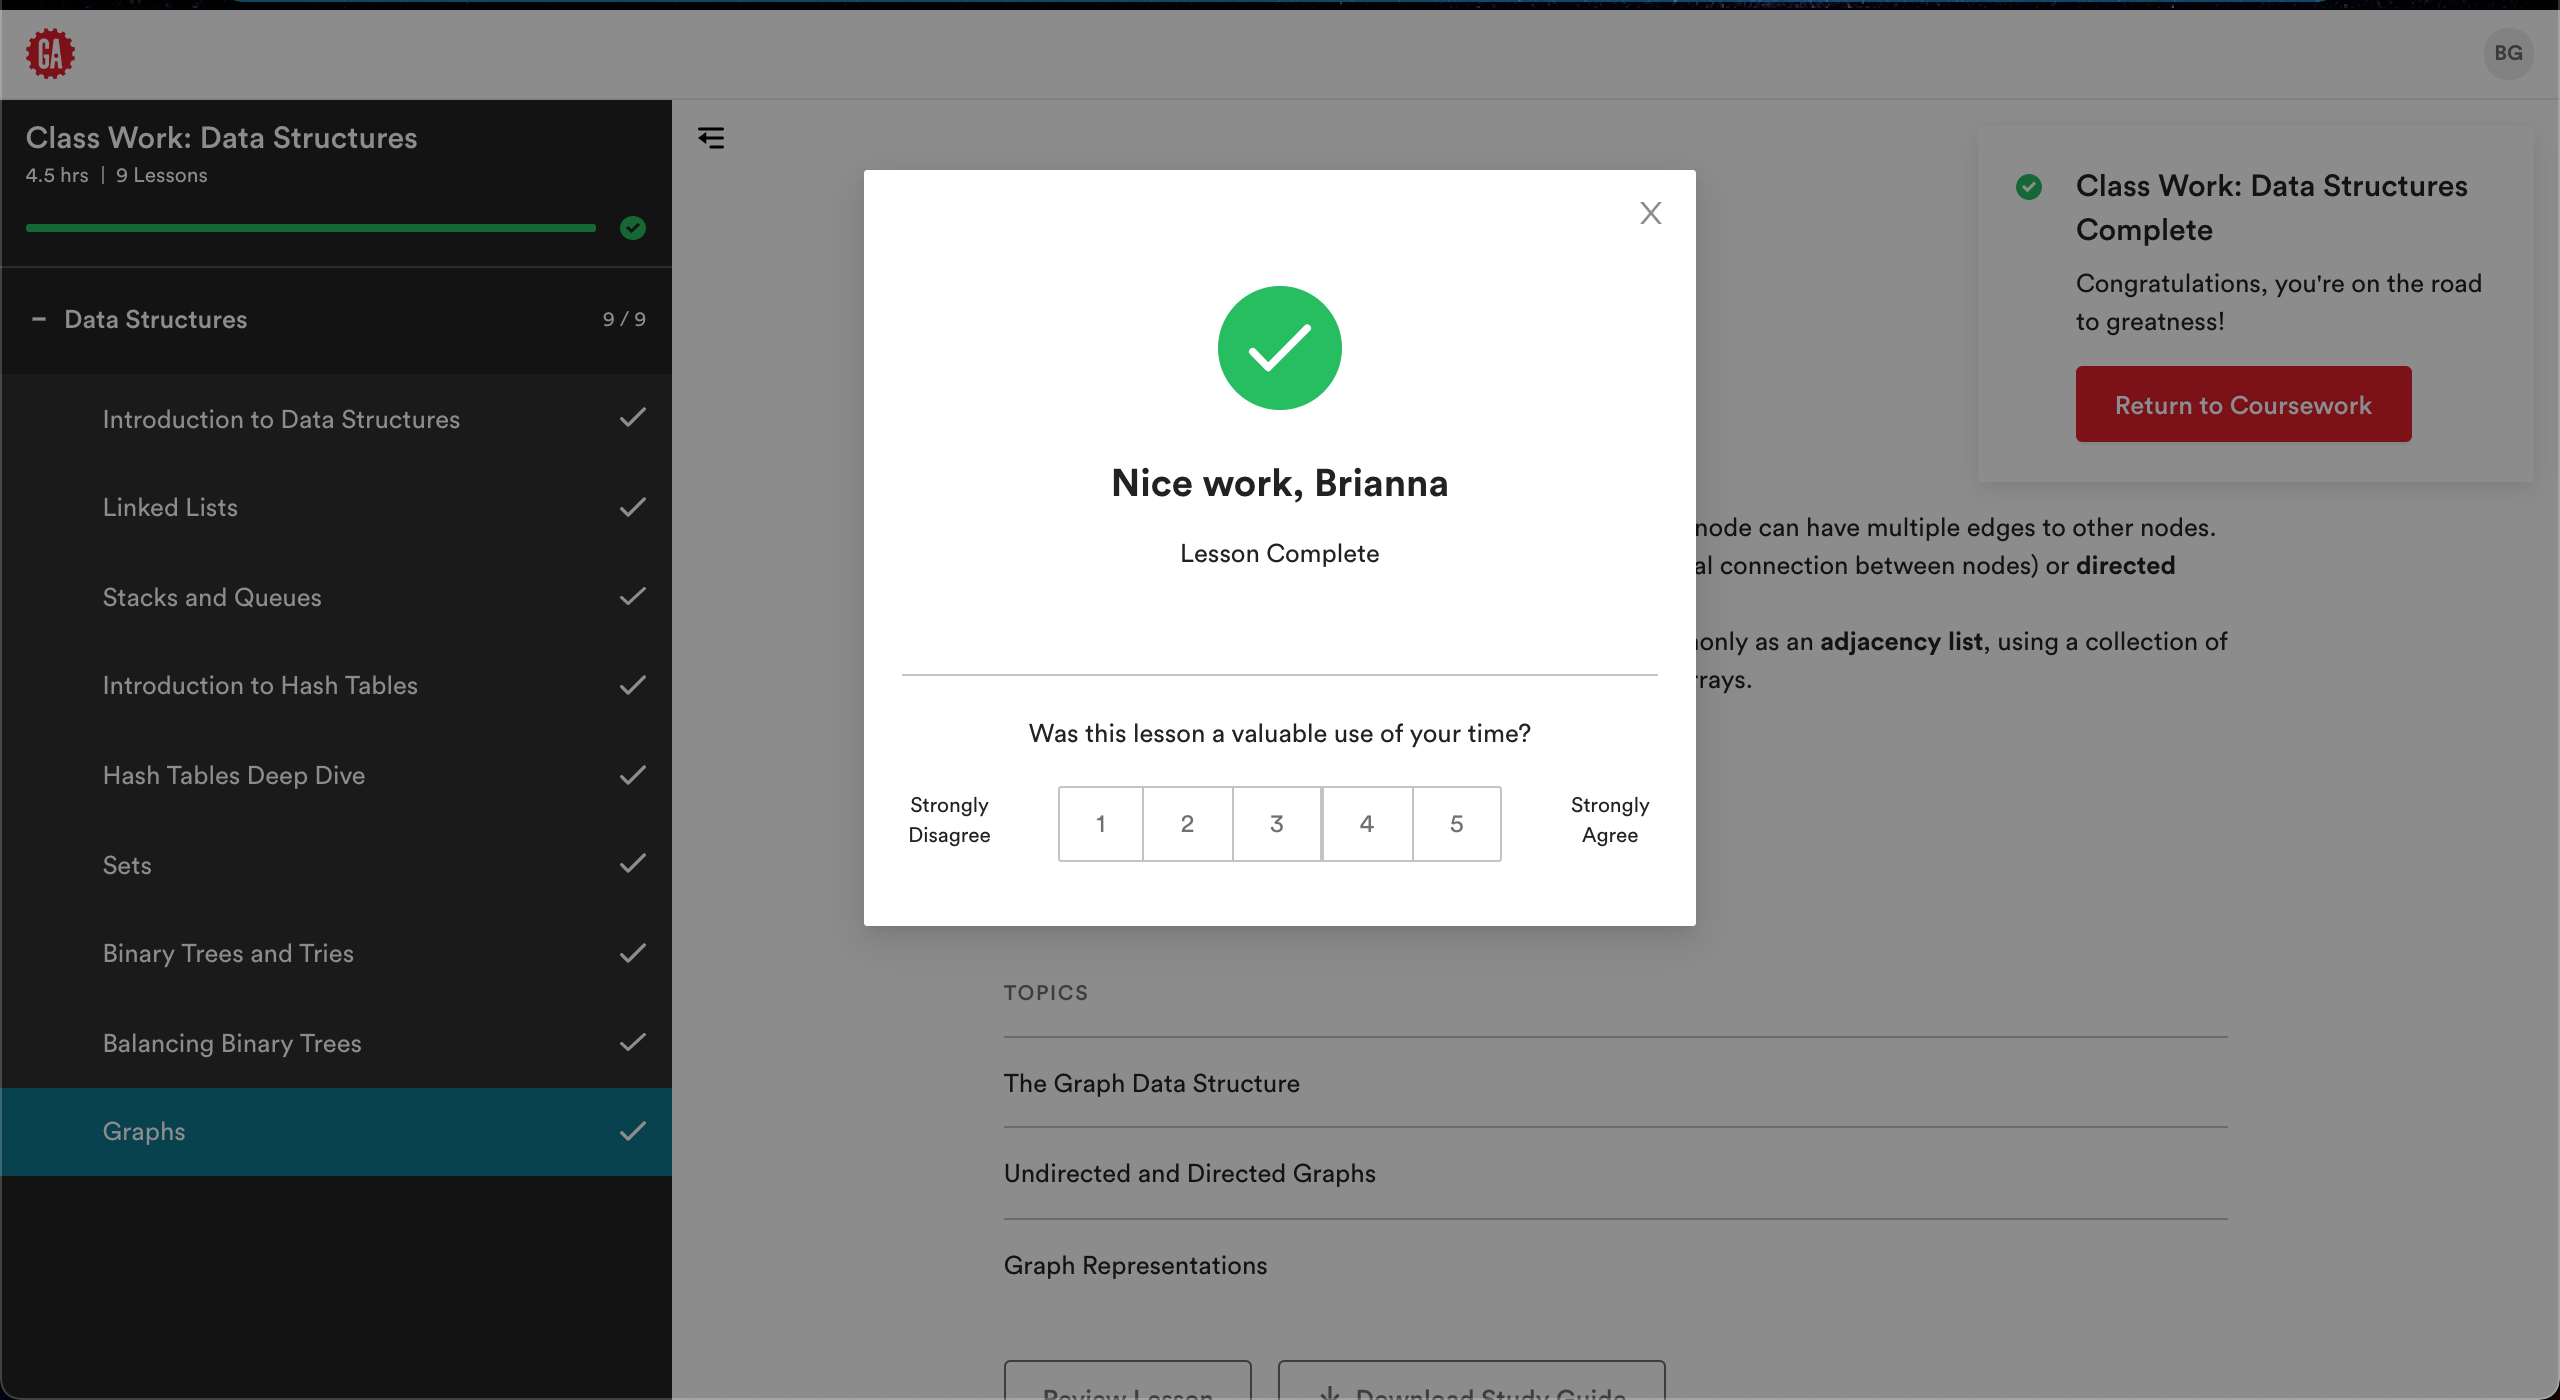 GA
BG
Class Work: Data Structures
4.5 hrs | 9 Lessons
Data Structures 9 / 9
Introduction to Data Structures
Linked Lists
Stacks and Queues
Introduction to Hash Tables
Hash Tables Deep Dive
Sets
Binary Trees and Tries
Balancing Binary Trees
Graphs
X
Nice work, Brianna
Lesson Complete
Was this lesson a valuable use of your time?
Strongly
Disagree
1 2 3 4 5
Strongly
Agree
Class Work: Data Structures
Complete
Congratulations, you're on the road
to greatness!
Return to Coursework
node can have multiple edges to other nodes.
connection between nodes) or directed
as an adjacency list, using a collection of
TOPICS
The Graph Data Structure
Undirected and Directed Graphs
Graph Representations
Review Lesson
Download Study Guide